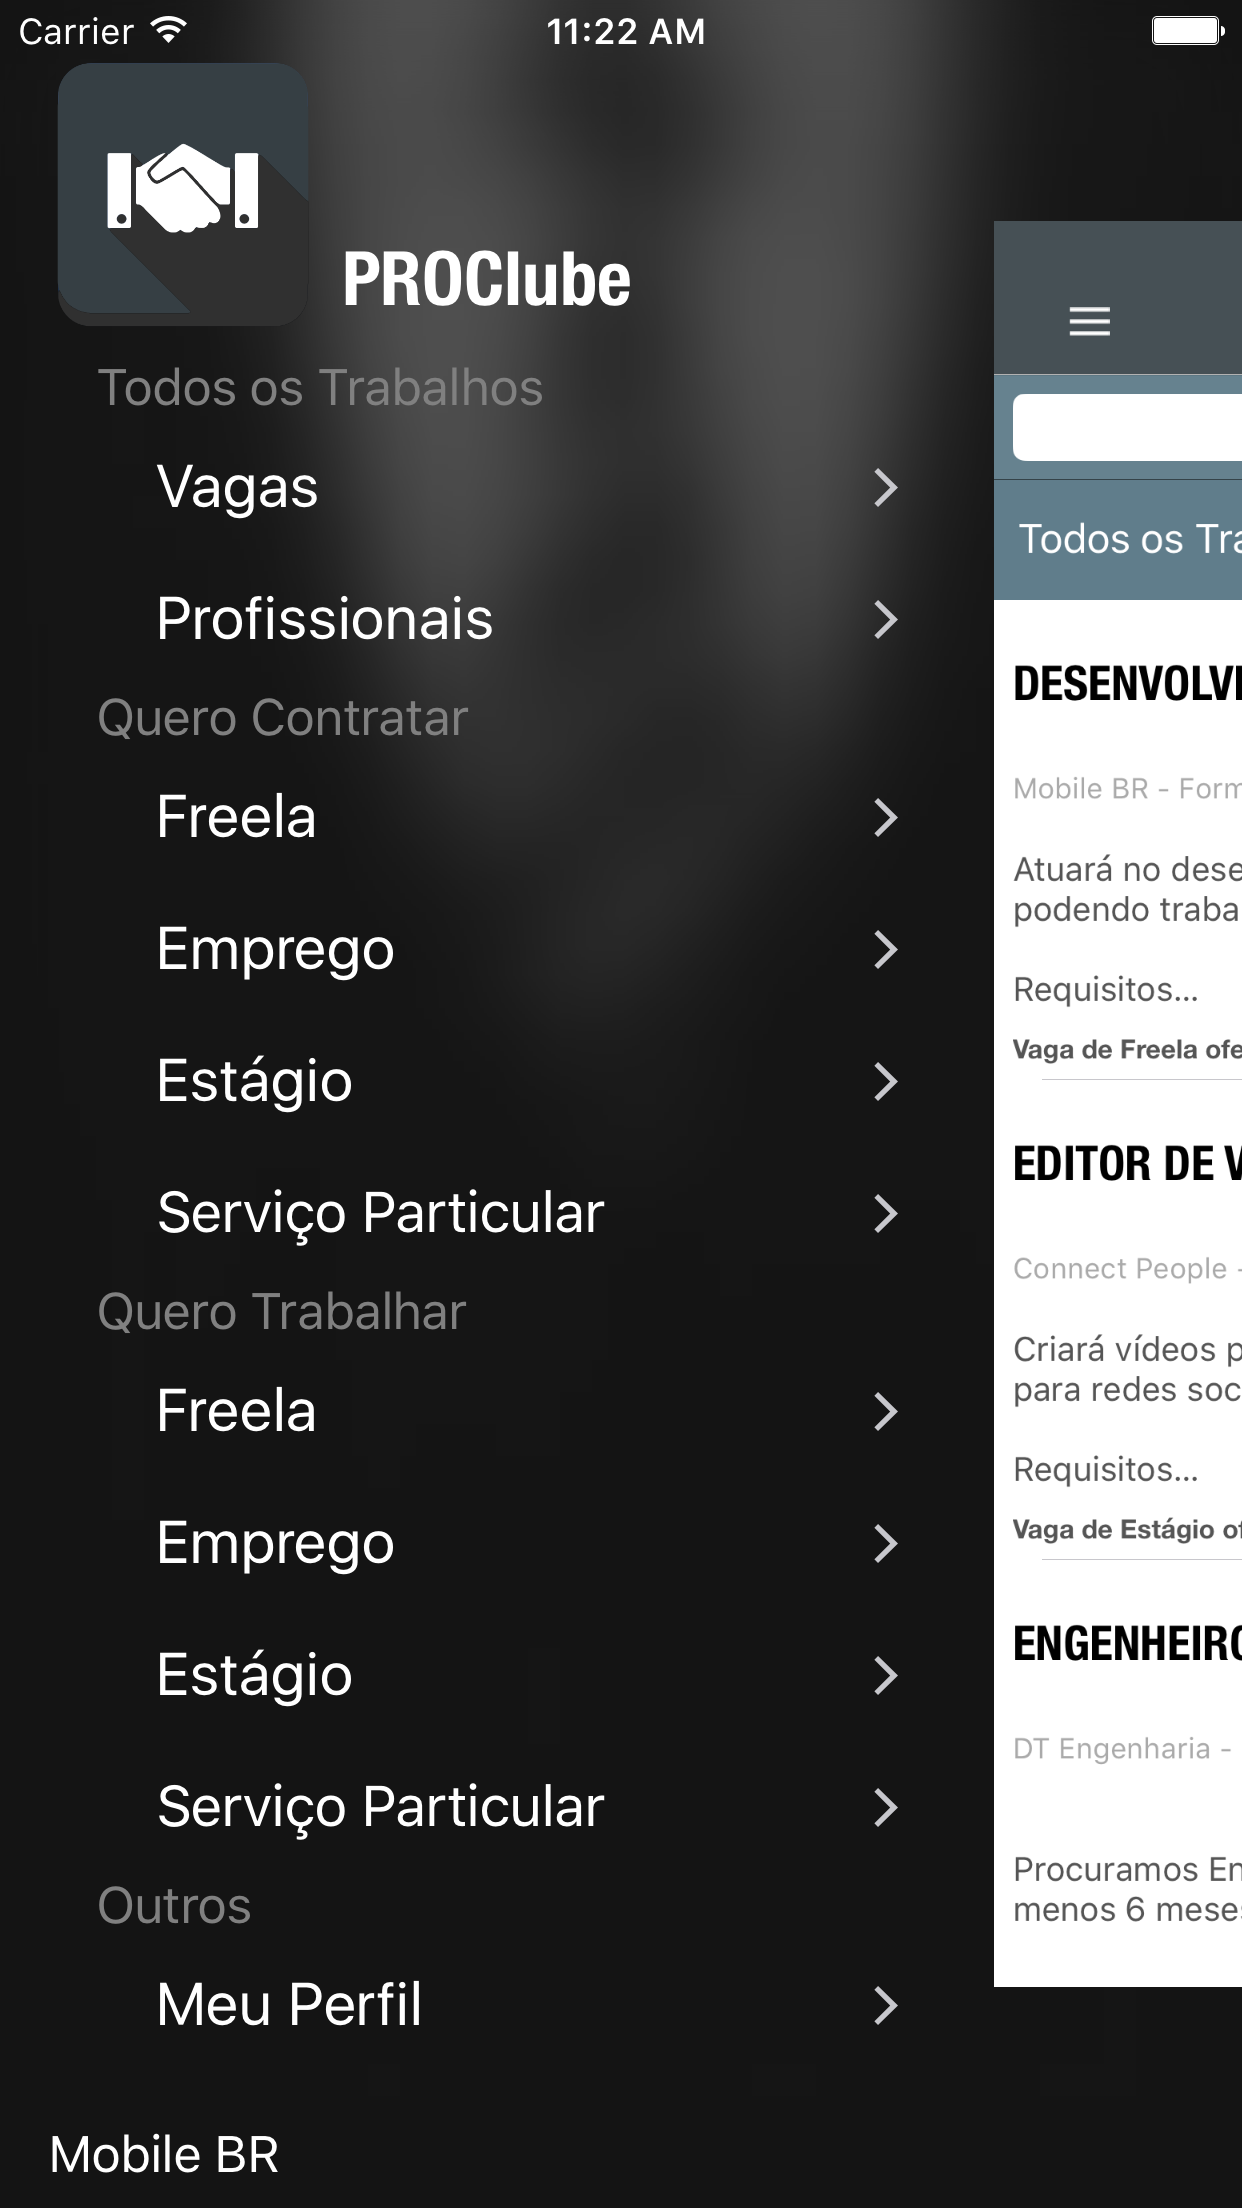 Carrier
11:22 AM
PROClube
Todos os Trabalhos
Vagas
Profissionais
Quero Contratar
Freela
Emprego
Estágio
Serviço Particular
Quero Trabalhar
Freela
Emprego
Estágio
Serviço Particular
Outros
Meu Perfil
Mobile BR
Todos os Tra
DESENVOLVE
Mobile BR - Form
Atuará no dese
podendo traba
Requisitos...
Vaga de Freela ofe
EDITOR DE V
Connect People -
Criará vídeos p
para redes soc
Requisitos...
Vaga de Estágio of
ENGENHEIRO
DT Engenharia -
Procuramos En
menos 6 meses